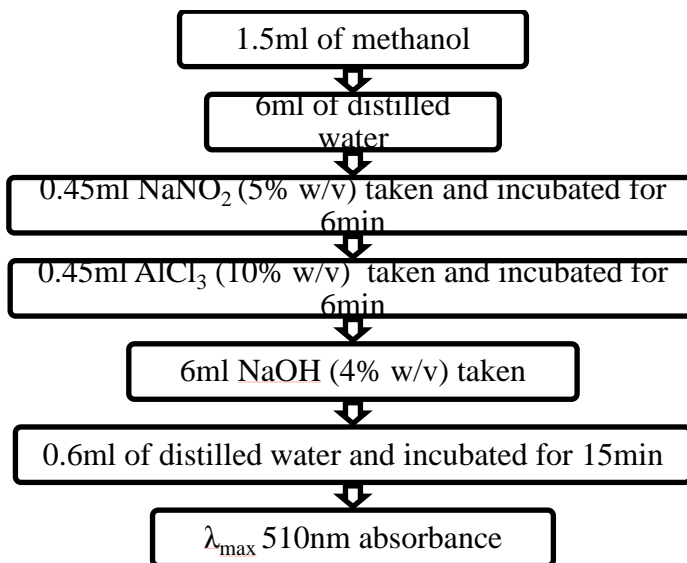 1.5ml of methanol
6ml of distilled
water
0.45ml NaNO₂ (5% w/v) taken and incubated for
6min
0.45ml AlCl₃ (10% w/v) taken and incubated for
6min
6ml NaOH (4% w/v) taken
0.6ml of distilled water and incubated for 15min
λmax 510nm absorbance